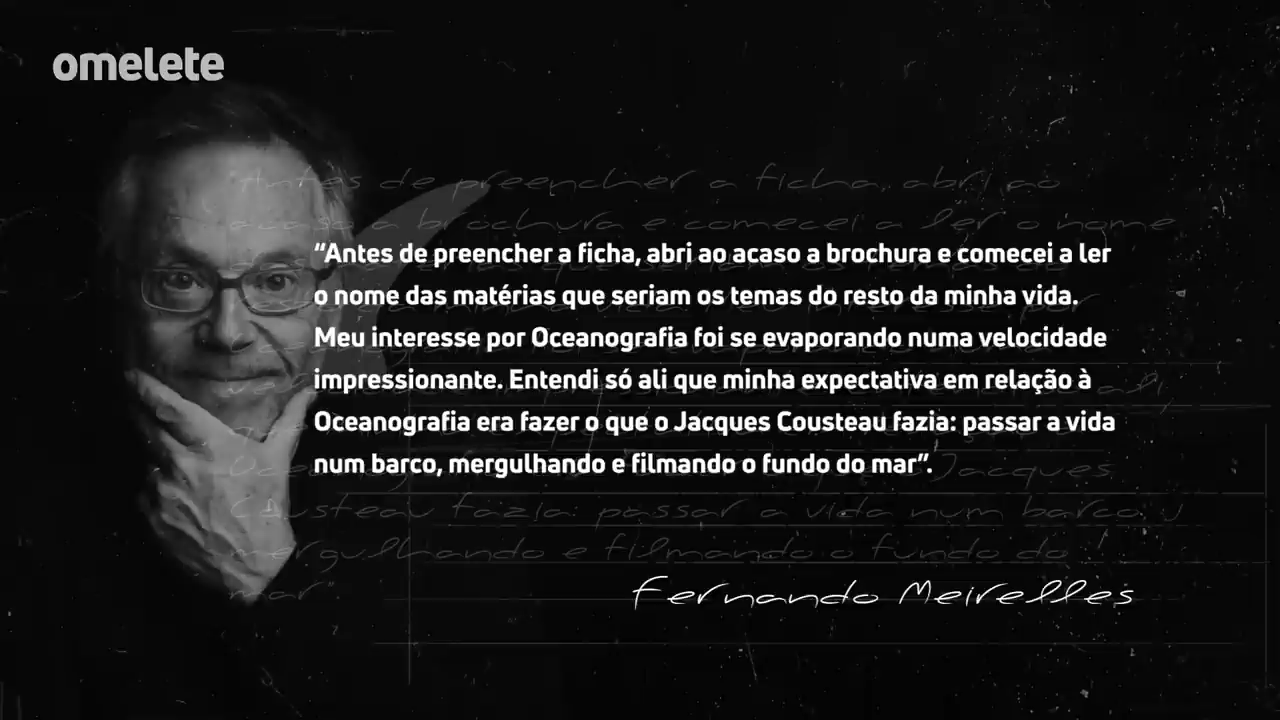 omelete
“Antes de preencher a ficha, abri ao acaso a brochura e comecei a ler
o nome das matérias que seriam os temas do resto da minha vida.
Meu interesse por Oceanografia foi se evaporando numa velocidade
impressionante. Entendi só ali que minha expectativa em relação à
Oceanografia era fazer o que o Jacques Cousteau fazia: passar a vida
num barco, mergulhando e filmando o fundo do mar”.
Fernando Meirelles